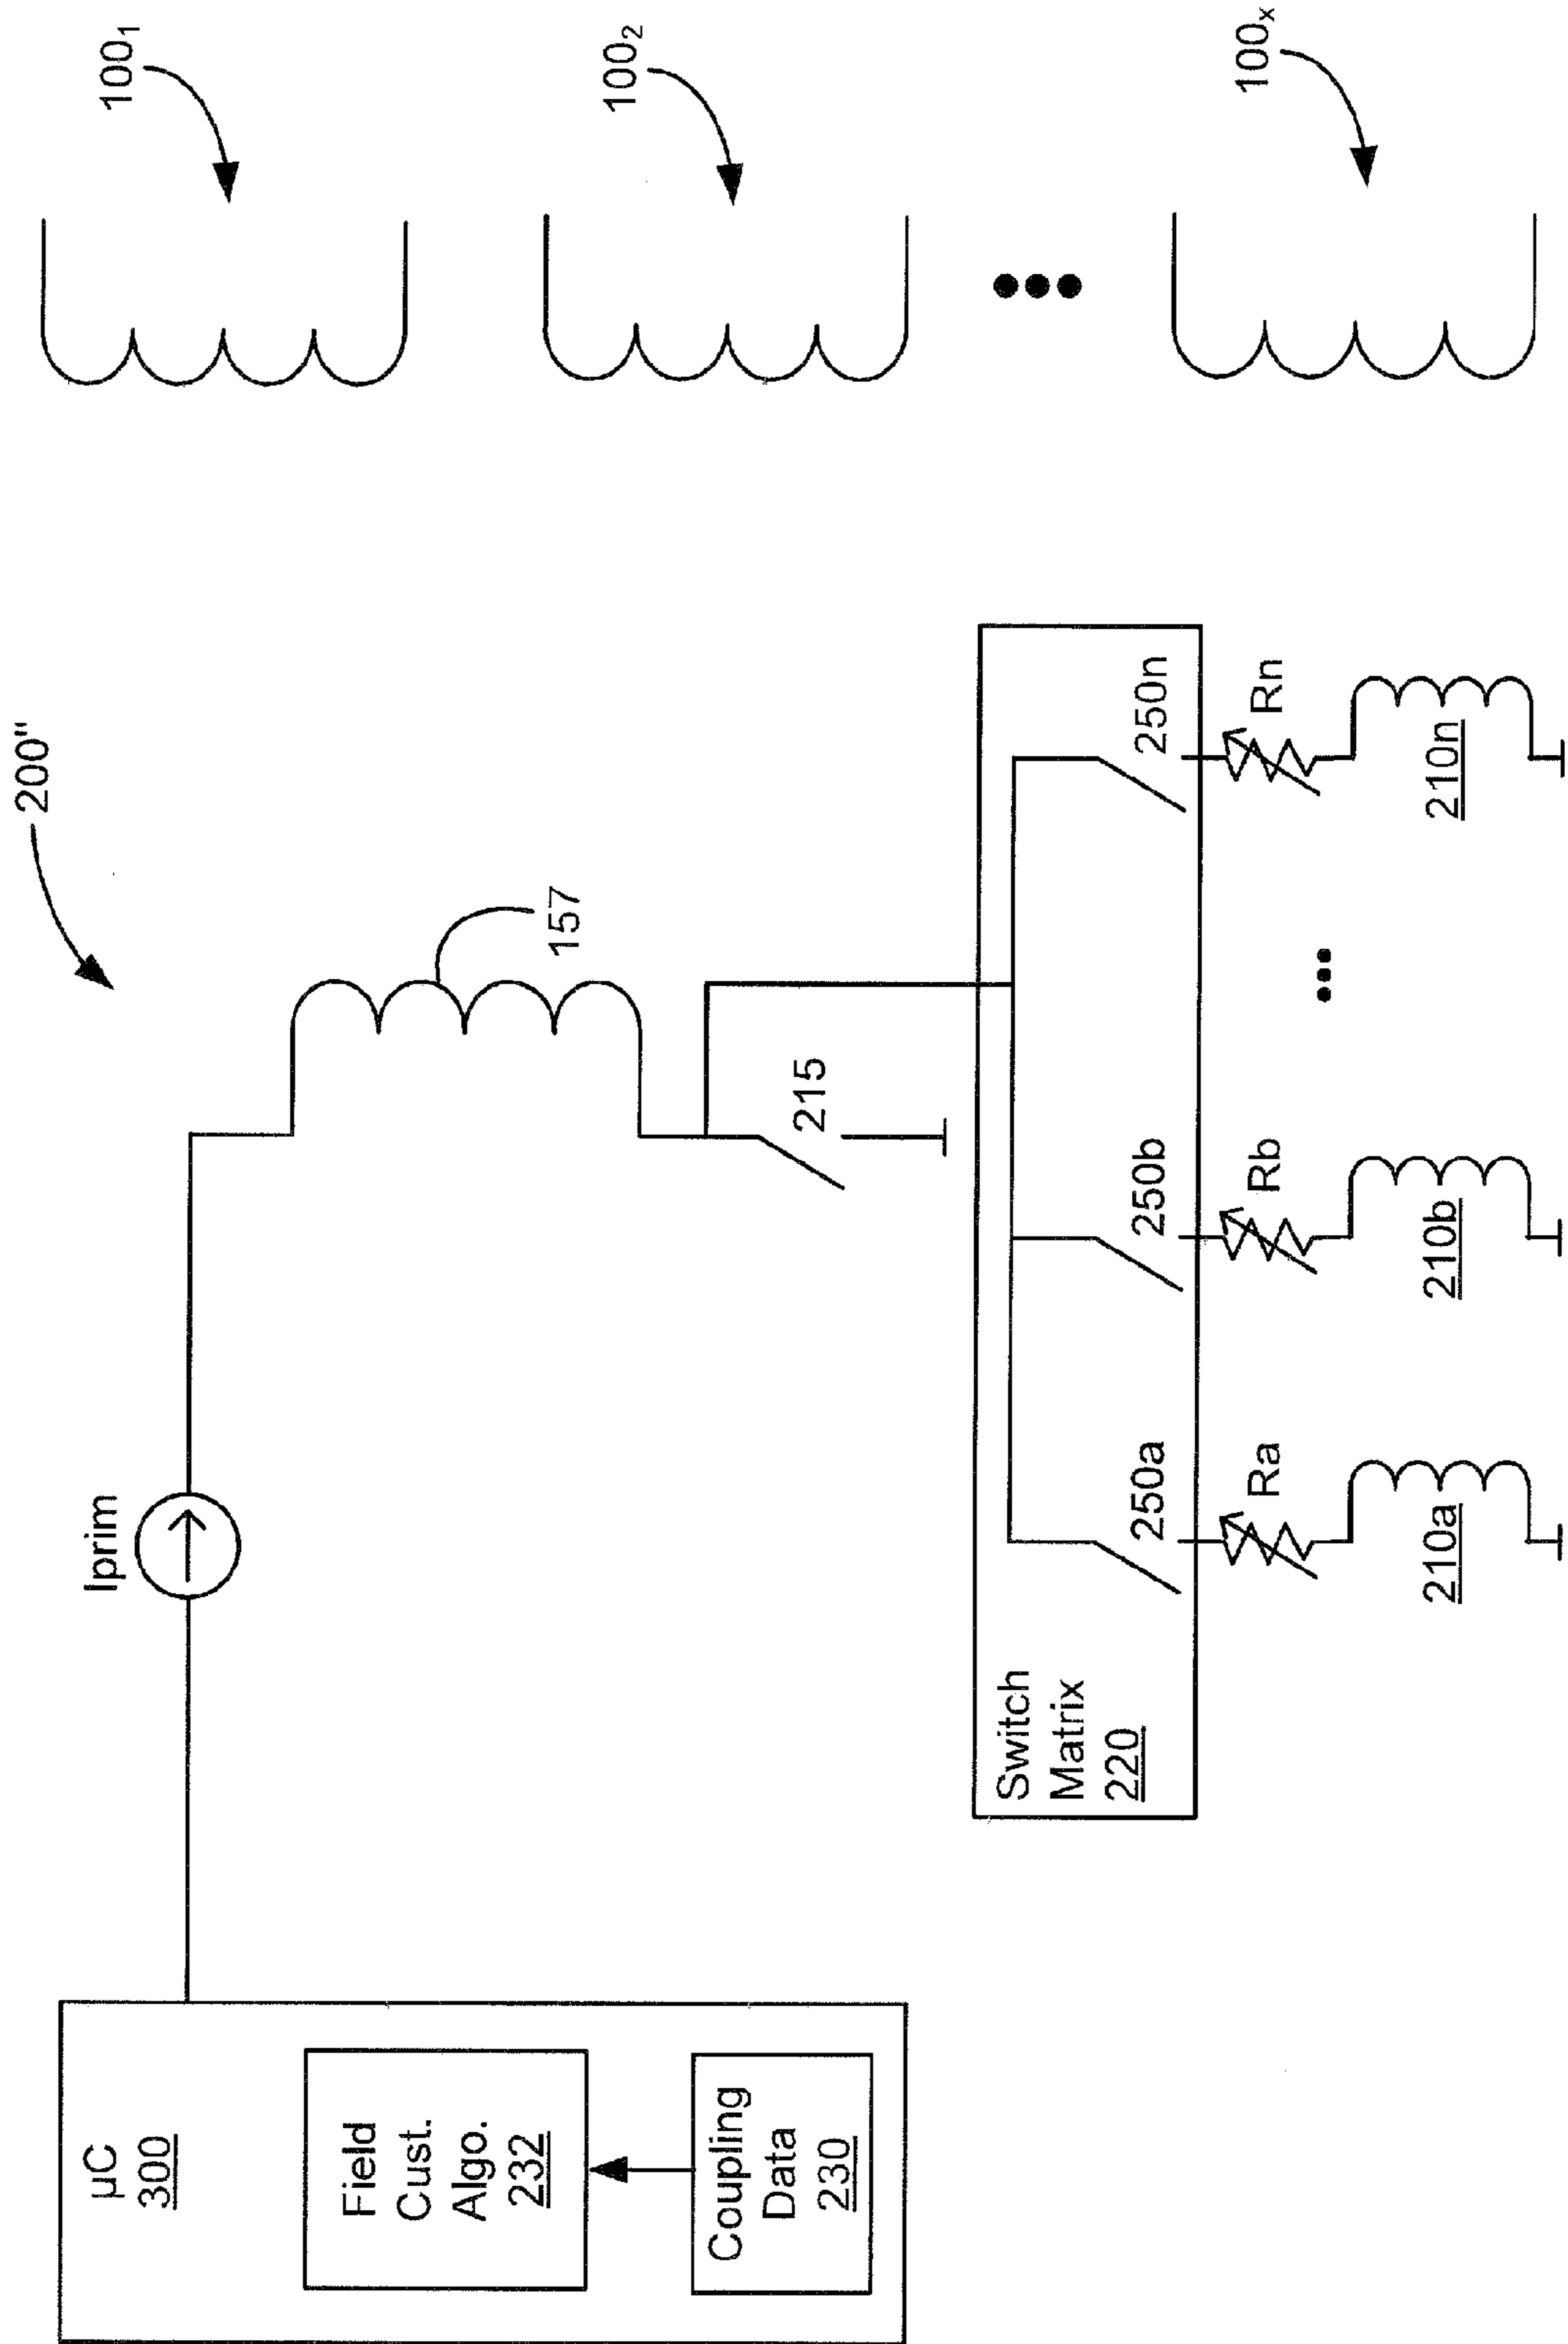 200"
µC
300
Field
Cust.
Algo.
232
Coupling
Data
230
Iprim
157
215
Switch
Matrix
220
250a
250b
250n
Ra
Rb
Rn
210a
210b
210n
100₁
100₂
100ₓ